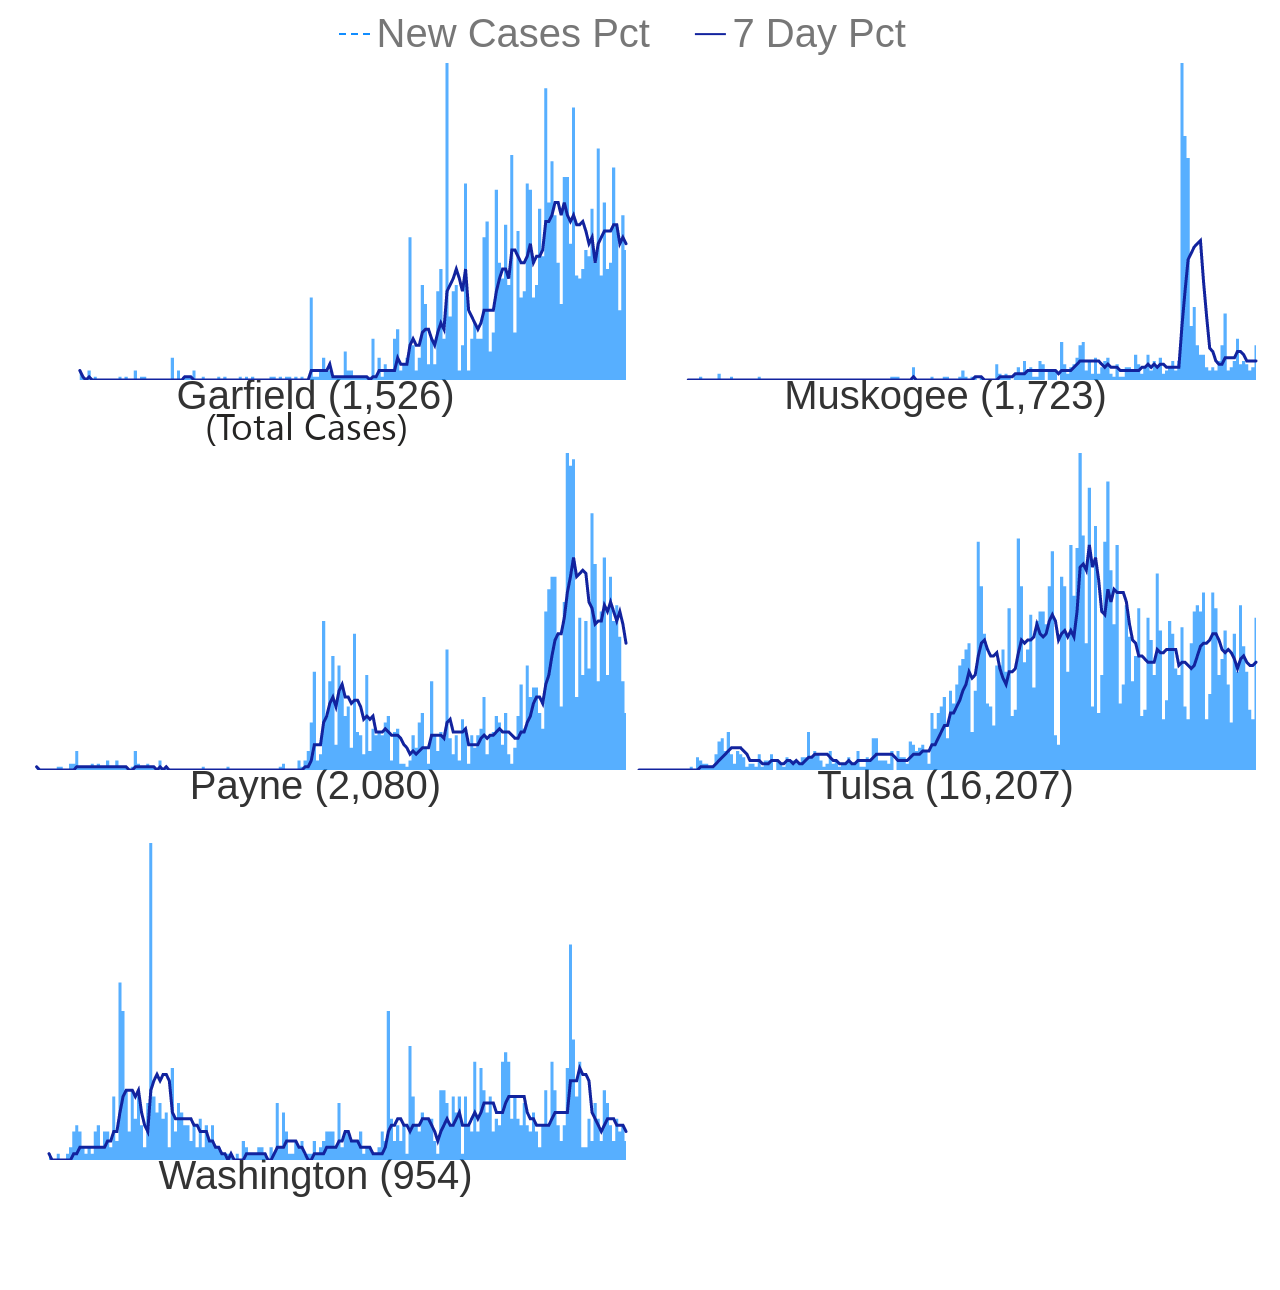 New Cases Pct 7 Day Pct
Garfield (1,526) Muskogee (1,723)
(Total Cases)
Payne (2,080) Tulsa (16,207)
Washington (954)